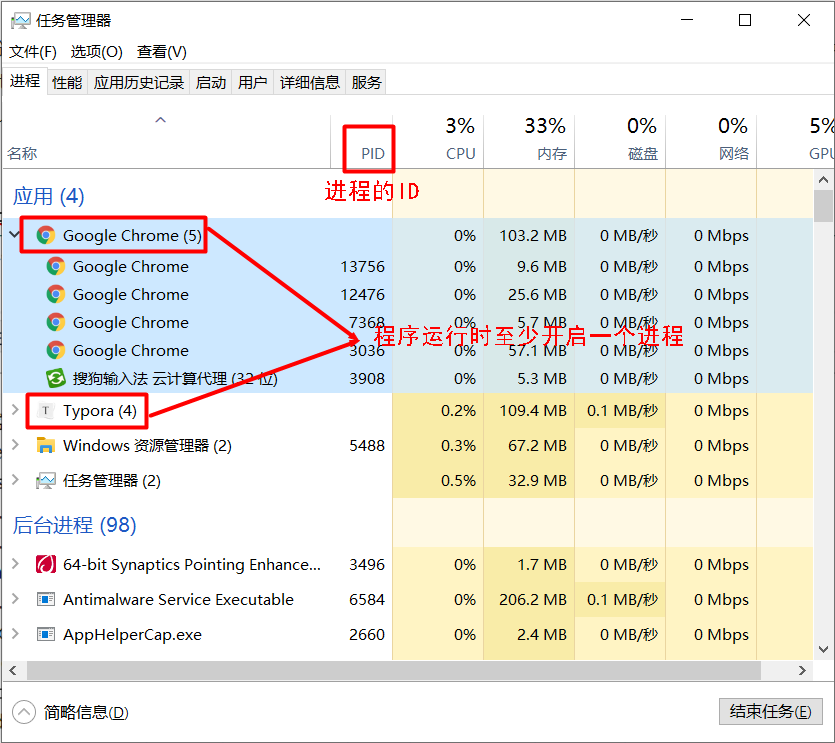 任务管理器
文件(F) 选项(O) 查看(V)
进程 性能 应用历史记录 启动 用户 详细信息 服务
3% 33% 0% 0% 5%
名称 PID CPU 内存 磁盘 网络 GPU
进程的ID
应用 (4)
Google Chrome (5) 0% 103.2 MB 0 MB/秒 0 Mbps
Google Chrome 13756 0% 9.6 MB 0 MB/秒 0 Mbps
Google Chrome 12476 0% 25.6 MB 0 MB/秒 0 Mbps
Google Chrome 7368 0% 5.7 MB 0 MB/秒 0 Mbps
程序运行时至少开启一个进程
Google Chrome 3036 0% 57.1 MB 0 MB/秒 0 Mbps
搜狗输入法 云计算代理 (32 位) 3908 0% 5.3 MB 0 MB/秒 0 Mbps
T Typora (4) 0.2% 109.4 MB 0.1 MB/秒 0 Mbps
Windows 资源管理器 (2) 5488 0.3% 67.2 MB 0 MB/秒 0 Mbps
任务管理器 (2) 0.5% 32.9 MB 0 MB/秒 0 Mbps
后台进程 (98)
64-bit Synaptics Pointing Enhance... 3496 0% 1.7 MB 0 MB/秒 0 Mbps
Antimalware Service Executable 6584 0% 206.2 MB 0.1 MB/秒 0 Mbps
AppHelperCap.exe 2660 0% 2.4 MB 0 MB/秒 0 Mbps
简略信息(D) 结束任务(E)